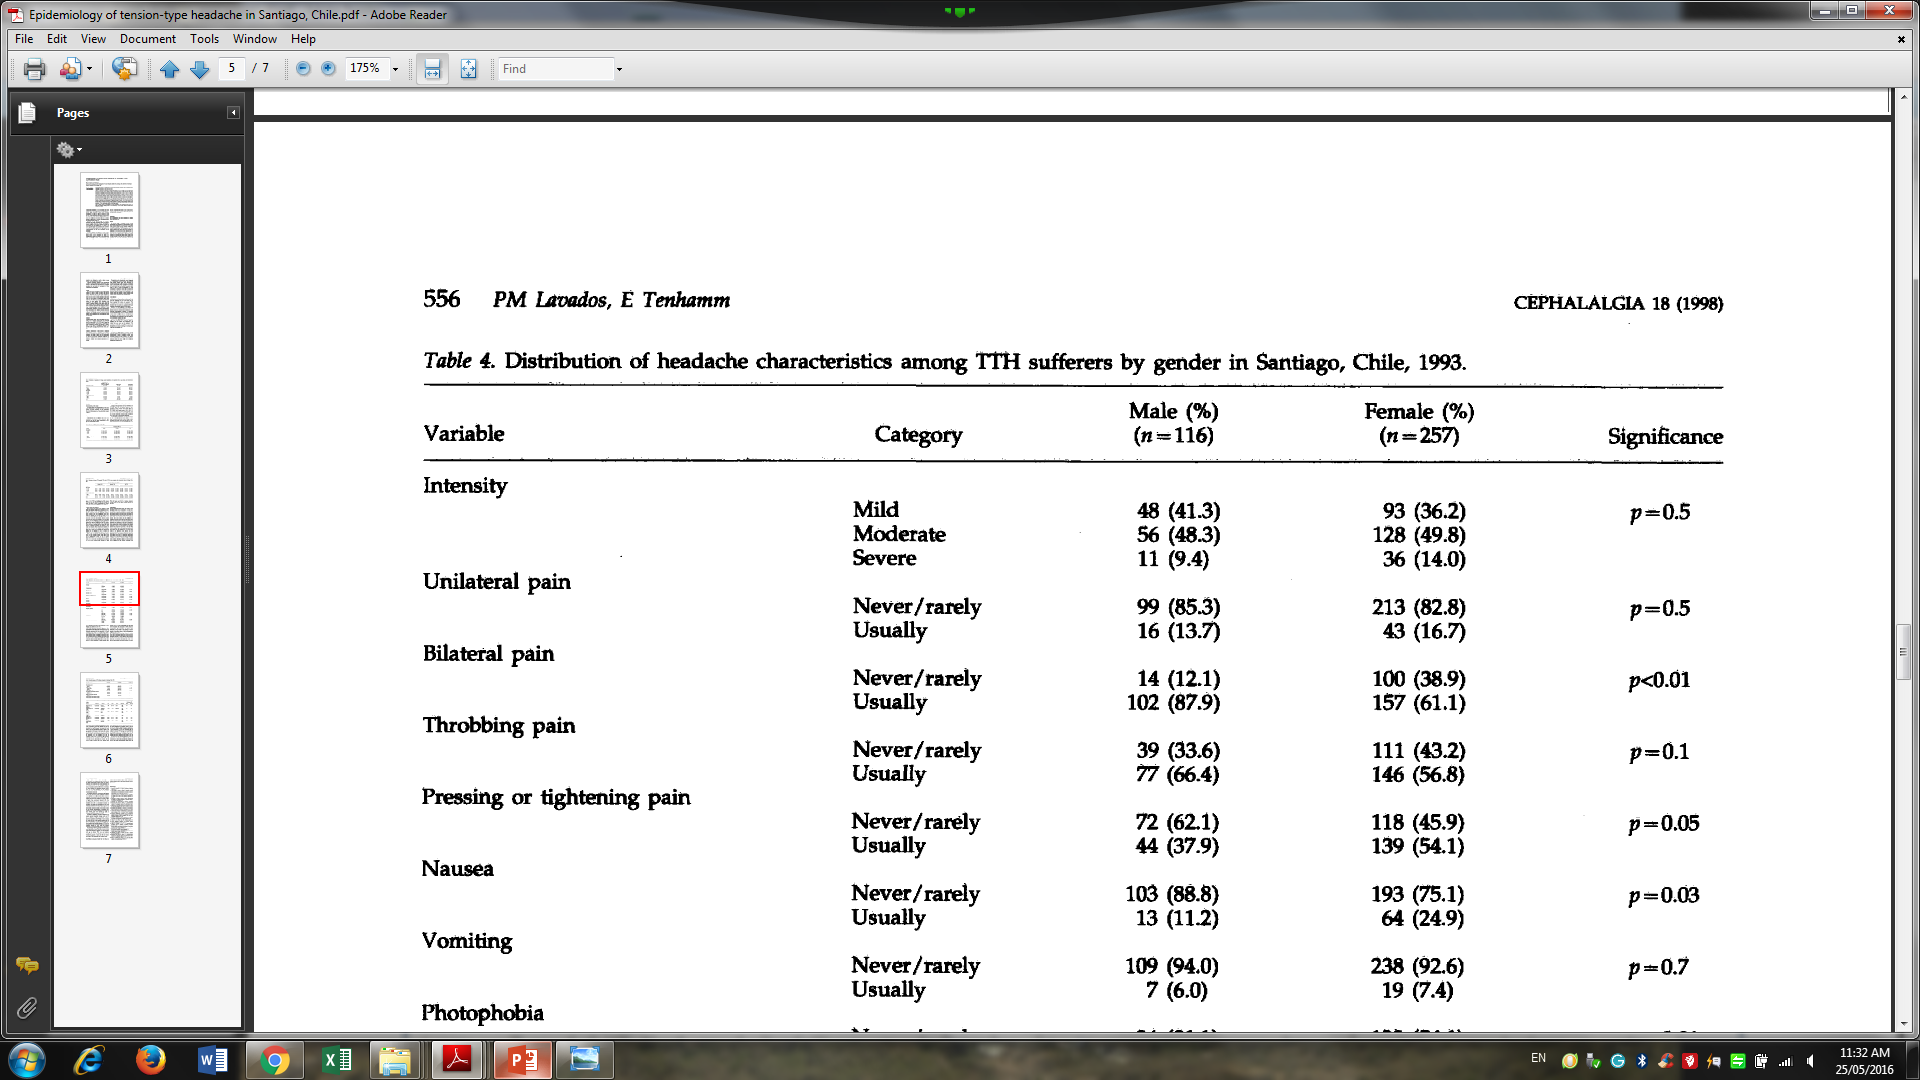 Epidemiology of tension-type headache in Santiago, Chile.pdf - Adobe Reader
File Edit View Document Tools Window Help
5 / 7 175% Find
Pages
1
2
3
4
5
6
7
556 PM Lavados, E Tenhamm CEPHALALGIA 18 (1998)
Table 4. Distribution of headache characteristics among TTH sufferers by gender in Santiago, Chile, 1993.
Male (%) Female (%)
Variable Category (n=116) (n=257) Significance
Intensity
Mild 48 (41.3) 93 (36.2) p=0.5
Moderate 56 (48.3) 128 (49.8)
Severe 11 (9.4) 36 (14.0)
Unilateral pain
Never/rarely 99 (85.3) 213 (82.8) p=0.5
Usually 16 (13.7) 43 (16.7)
Bilateral pain
Never/rarely 14 (12.1) 100 (38.9) p<0.01
Usually 102 (87.9) 157 (61.1)
Throbbing pain
Never/rarely 39 (33.6) 111 (43.2) p=0.1
Usually 77 (66.4) 146 (56.8)
Pressing or tightening pain
Never/rarely 72 (62.1) 118 (45.9) p=0.05
Usually 44 (37.9) 139 (54.1)
Nausea
Never/rarely 103 (88.8) 193 (75.1) p=0.03
Usually 13 (11.2) 64 (24.9)
Vomiting
Never/rarely 109 (94.0) 238 (92.6) p=0.7
Usually 7 (6.0) 19 (7.4)
Photophobia
EN 11:32 AM
25/05/2016